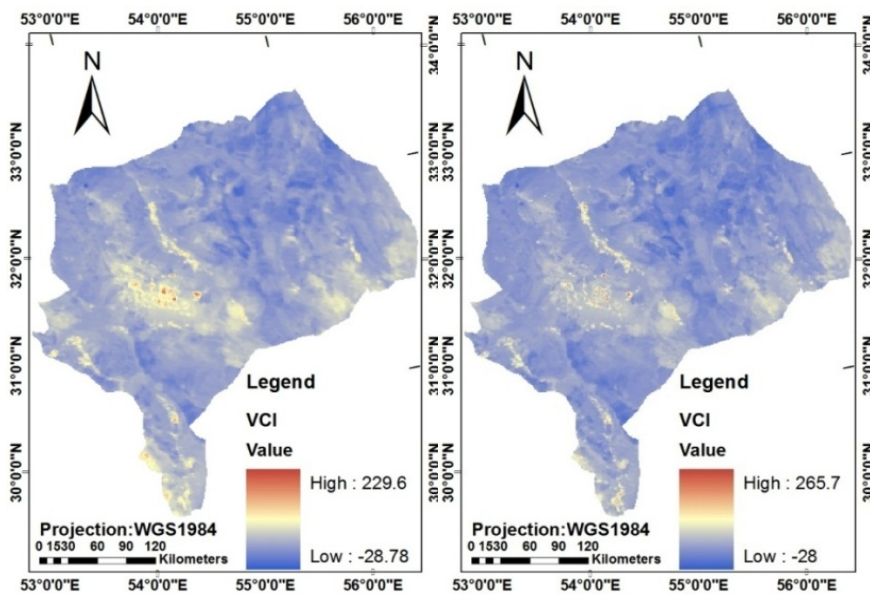 53°0'0"E 54°0'0"E 55°0'0"E 56°0'0"E
53°0'0"E 54°0'0"E 55°0'0"E 56°0'0"E
N
N
34°0'0"N
33°0'0"N
32°0'0"N
31°0'0"N
30°0'0"N
34°0'0"N
33°0'0"N
32°0'0"N
31°0'0"N
30°0'0"N
34°0'0"N
33°0'0"N
32°0'0"N
31°0'0"N
30°0'0"N
Legend
VCI
Value
High : 229.6
Low : -28.78
Projection:WGS1984
0 1530 60 90 120
Kilometers
Legend
VCI
Value
High : 265.7
Low : -28
Projection:WGS1984
0 1530 60 90 120
Kilometers
53°0'0"E 54°0'0"E 55°0'0"E 56°0'0"E
53°0'0"E 54°0'0"E 55°0'0"E 56°0'0"E